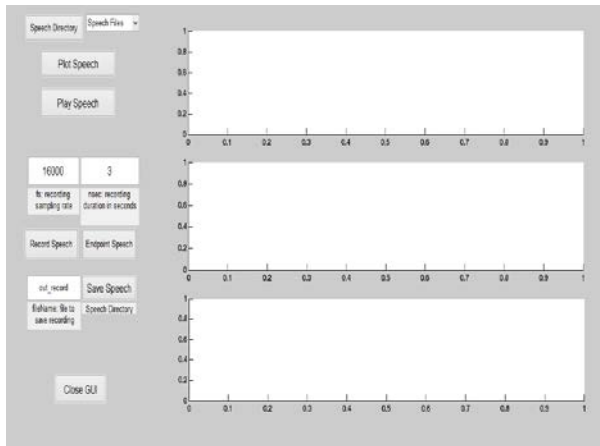 Speech Directory
Speech Files
Plot Speech
Play Speech
16000
3
fs: recording
sampling rate
nsec: recording
duration in seconds
Record Speech
Endpoint Speech
out_record
Save Speech
fileName: file to
save recording
Speech Directory
Close GUI
1
0.8
0.6
0.4
0.2
0
0 0.1 0.2 0.3 0.4 0.5 0.6 0.7 0.8 0.9 1
1
0.8
0.6
0.4
0.2
0
0 0.1 0.2 0.3 0.4 0.5 0.6 0.7 0.8 0.9 1
1
0.8
0.6
0.4
0.2
0
0 0.1 0.2 0.3 0.4 0.5 0.6 0.7 0.8 0.9 1